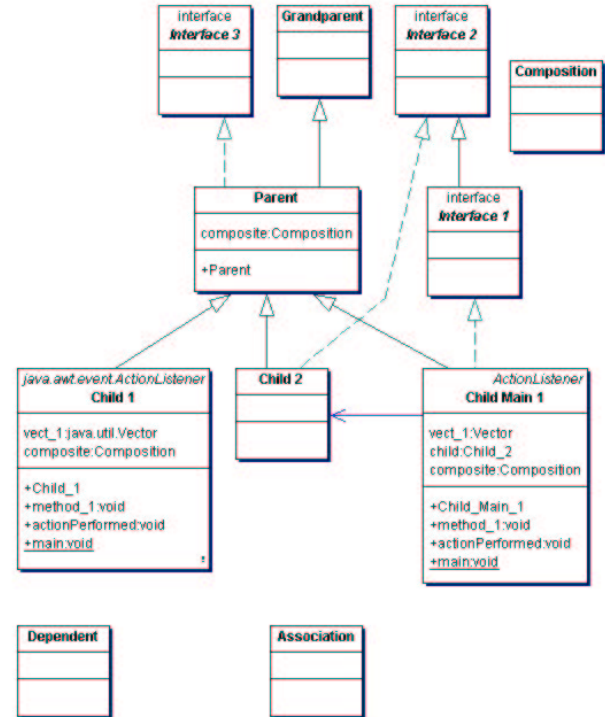 interface
Interface 3
Grandparent
interface
Interface 2
Composition
Parent
composite:Composition
+Parent
interface
Interface 1
java.awt.event.ActionListener
Child 1
vect_1:java.util.Vector
composite:Composition
+Child_1
+method_1:void
+actionPerformed:void
+main:void
Child 2
ActionListener
Child Main 1
vect_1:Vector
child:Child_2
composite:Composition
+Child_Main_1
+method_1:void
+actionPerformed:void
+main:void
Dependent
Association